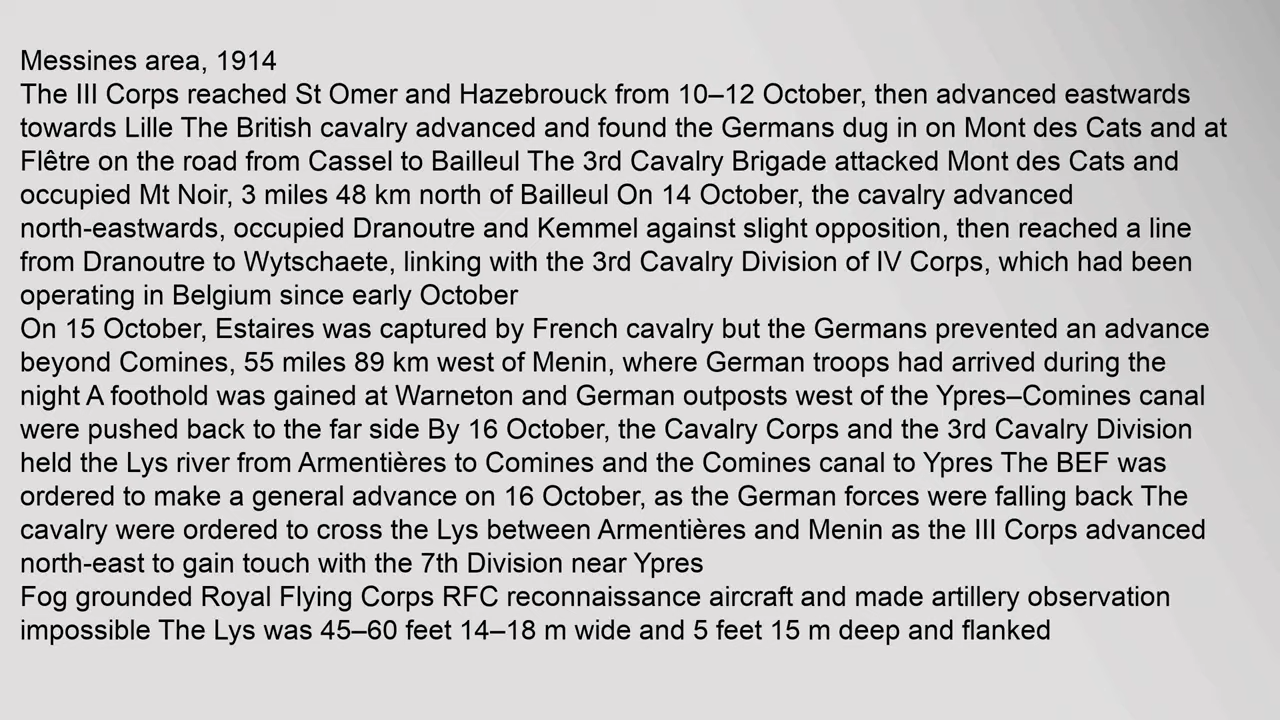 Messines area, 1914
The III Corps reached St Omer and Hazebrouck from 10–12 October, then advanced eastwards
towards Lille The British cavalry advanced and found the Germans dug in on Mont des Cats and at
Flêtre on the road from Cassel to Bailleul The 3rd Cavalry Brigade attacked Mont des Cats and
occupied Mt Noir, 3 miles 48 km north of Bailleul On 14 October, the cavalry advanced
north-eastwards, occupied Dranoutre and Kemmel against slight opposition, then reached a line
from Dranoutre to Wytschaete, linking with the 3rd Cavalry Division of IV Corps, which had been
operating in Belgium since early October
On 15 October, Estaires was captured by French cavalry but the Germans prevented an advance
beyond Comines, 55 miles 89 km west of Menin, where German troops had arrived during the
night A foothold was gained at Warneton and German outposts west of the Ypres–Comines canal
were pushed back to the far side By 16 October, the Cavalry Corps and the 3rd Cavalry Division
held the Lys river from Armentières to Comines and the Comines canal to Ypres The BEF was
ordered to make a general advance on 16 October, as the German forces were falling back The
cavalry were ordered to cross the Lys between Armentières and Menin as the III Corps advanced
north-east to gain touch with the 7th Division near Ypres
Fog grounded Royal Flying Corps RFC reconnaissance aircraft and made artillery observation
impossible The Lys was 45–60 feet 14–18 m wide and 5 feet 15 m deep and flanked